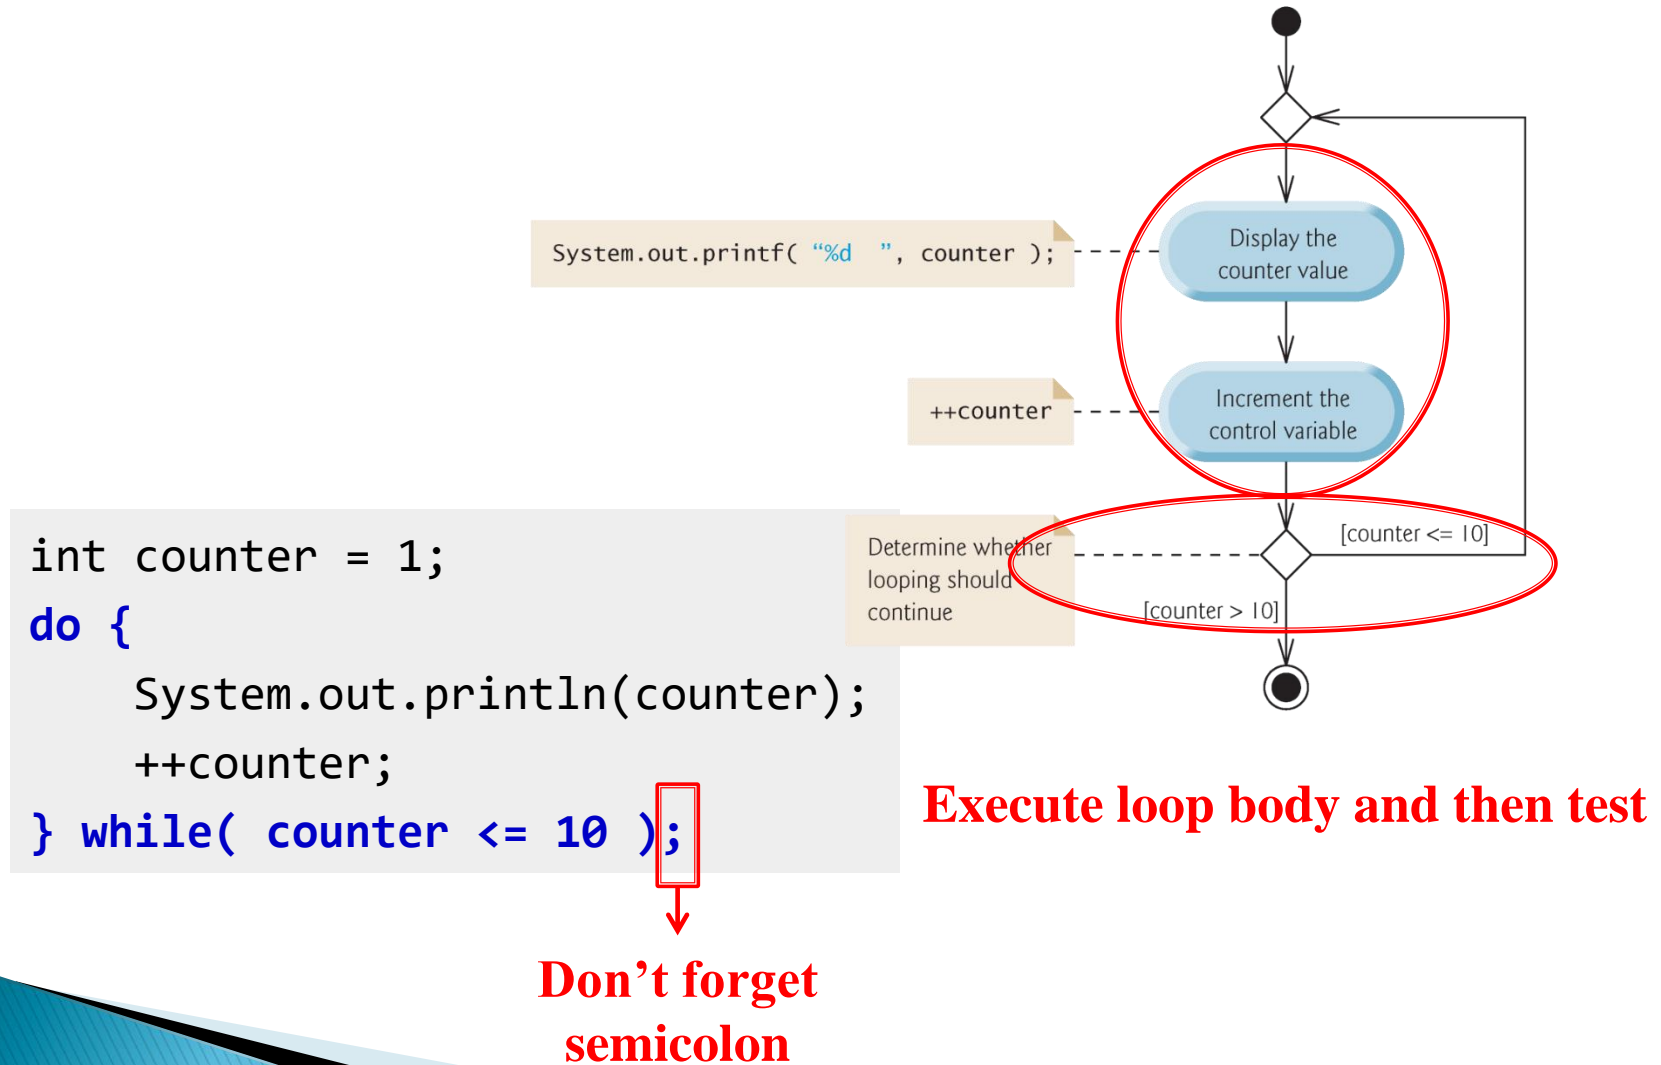 System.out.printf( “%d  ”, counter );
Display the
counter value
++counter
Increment the
control variable
Determine whether
looping should
continue
[counter <= 10]
[counter > 10]
int counter = 1;
do {
    System.out.println(counter);
    ++counter;
} while( counter <= 10 );
Execute loop body and then test
Don’t forget
semicolon